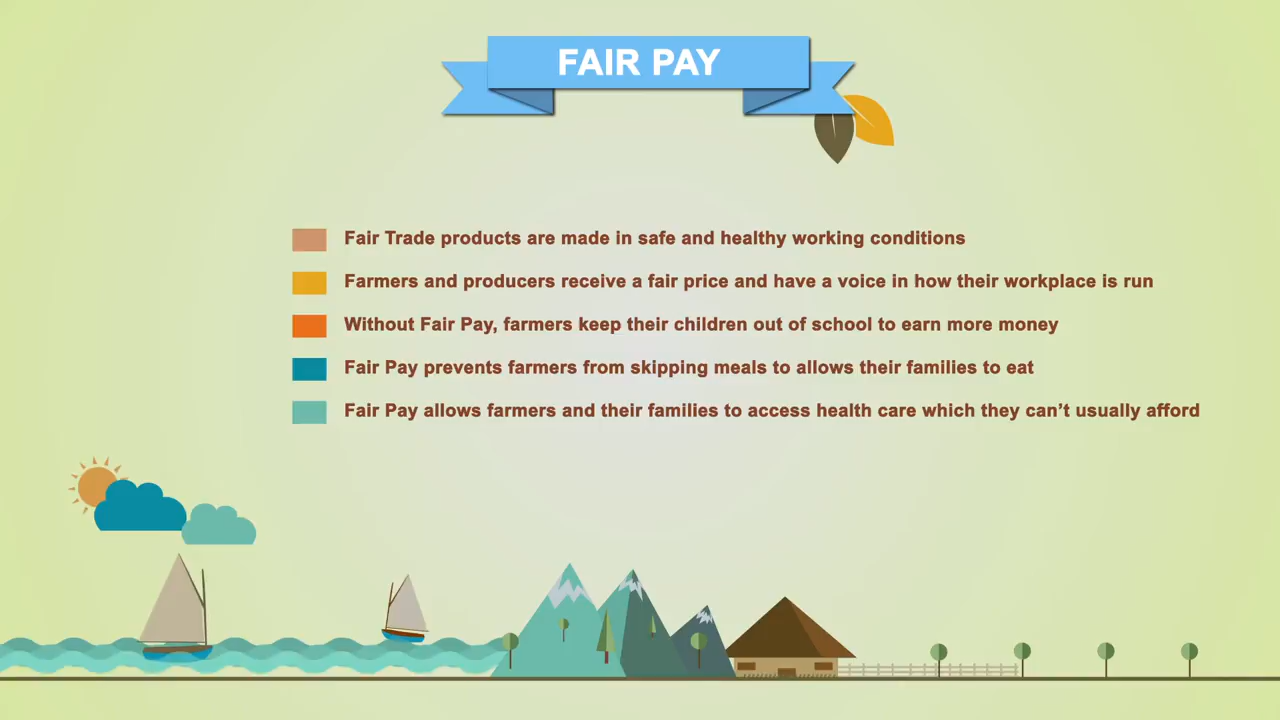 FAIR PAY
Fair Trade products are made in safe and healthy working conditions
Farmers and producers receive a fair price and have a voice in how their workplace is run
Without Fair Pay, farmers keep their children out of school to earn more money
Fair Pay prevents farmers from skipping meals to allows their families to eat
Fair Pay allows farmers and their families to access health care which they can’t usually afford